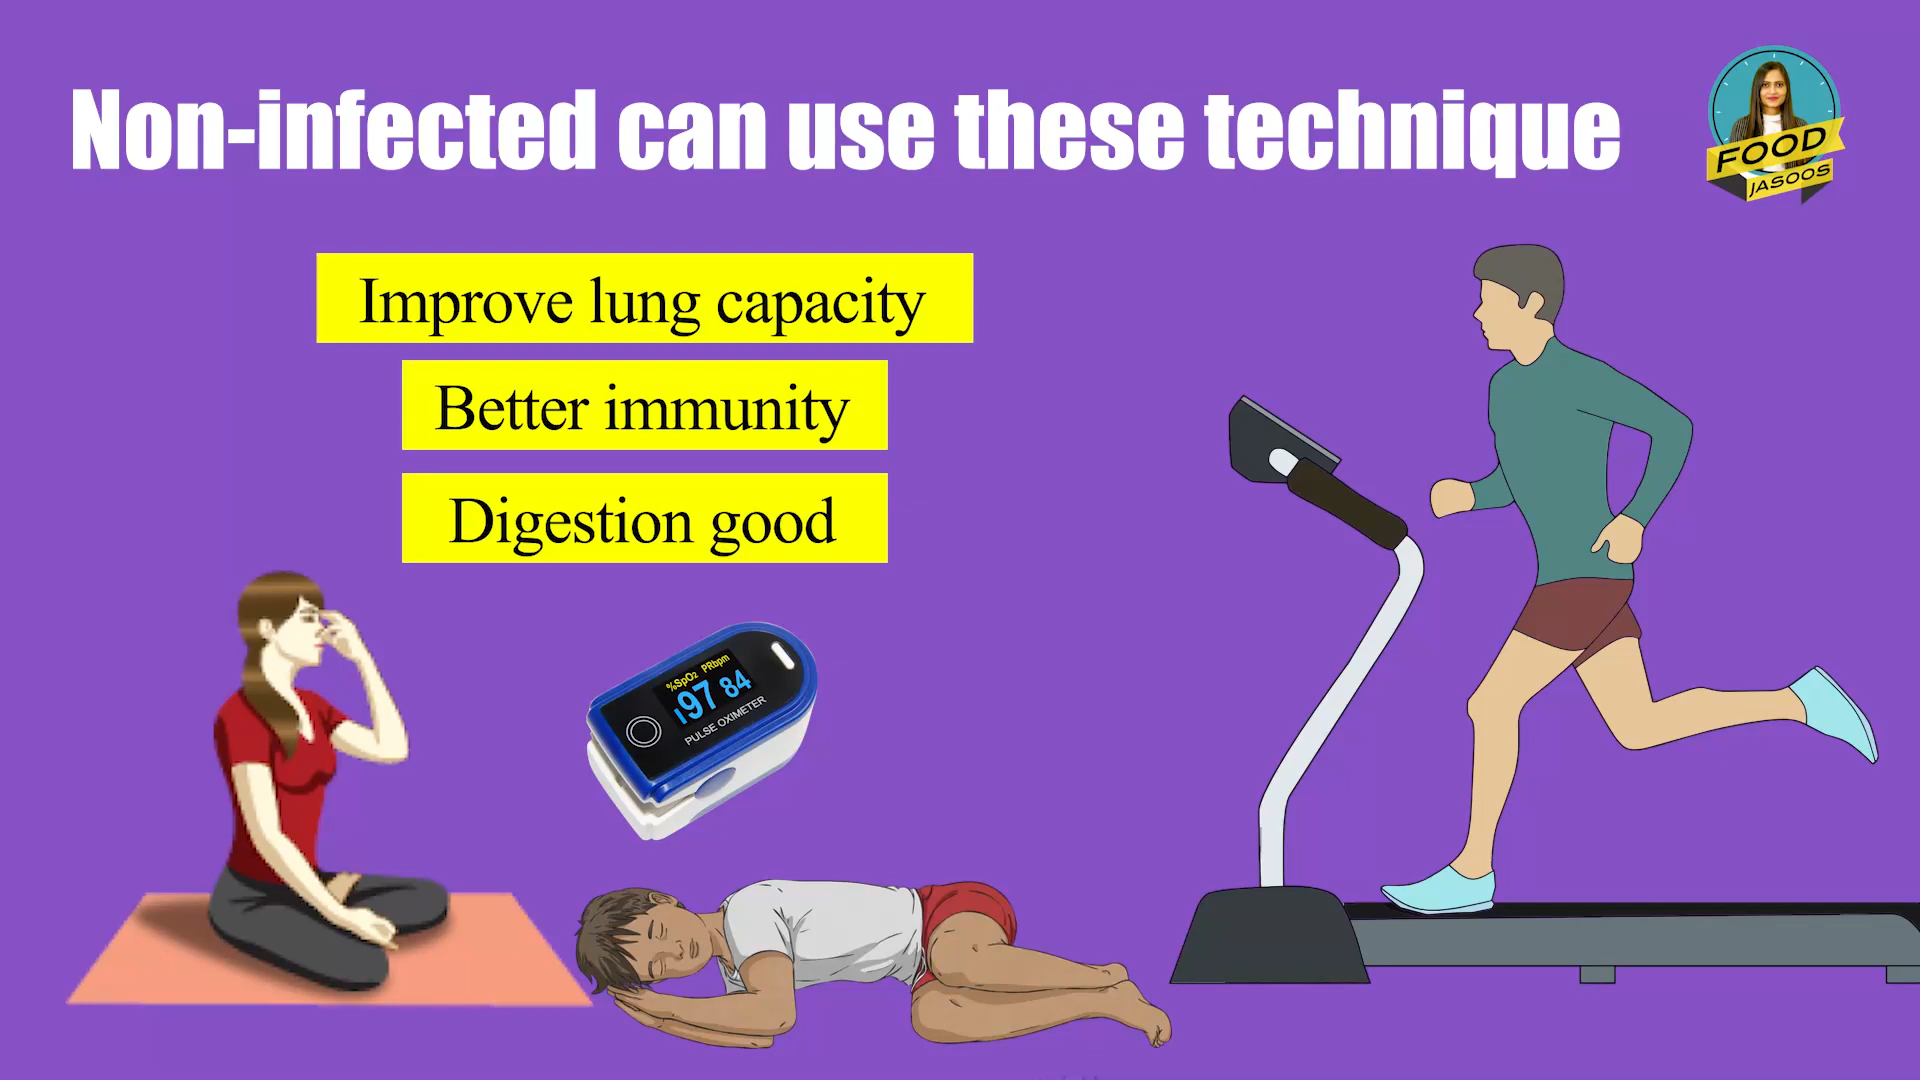 Non-infected can use these technique
FOOD
JASOOS
Improve lung capacity
Better immunity
Digestion good
%SpO2 PRbpm
97 84
PULSE OXIMETER